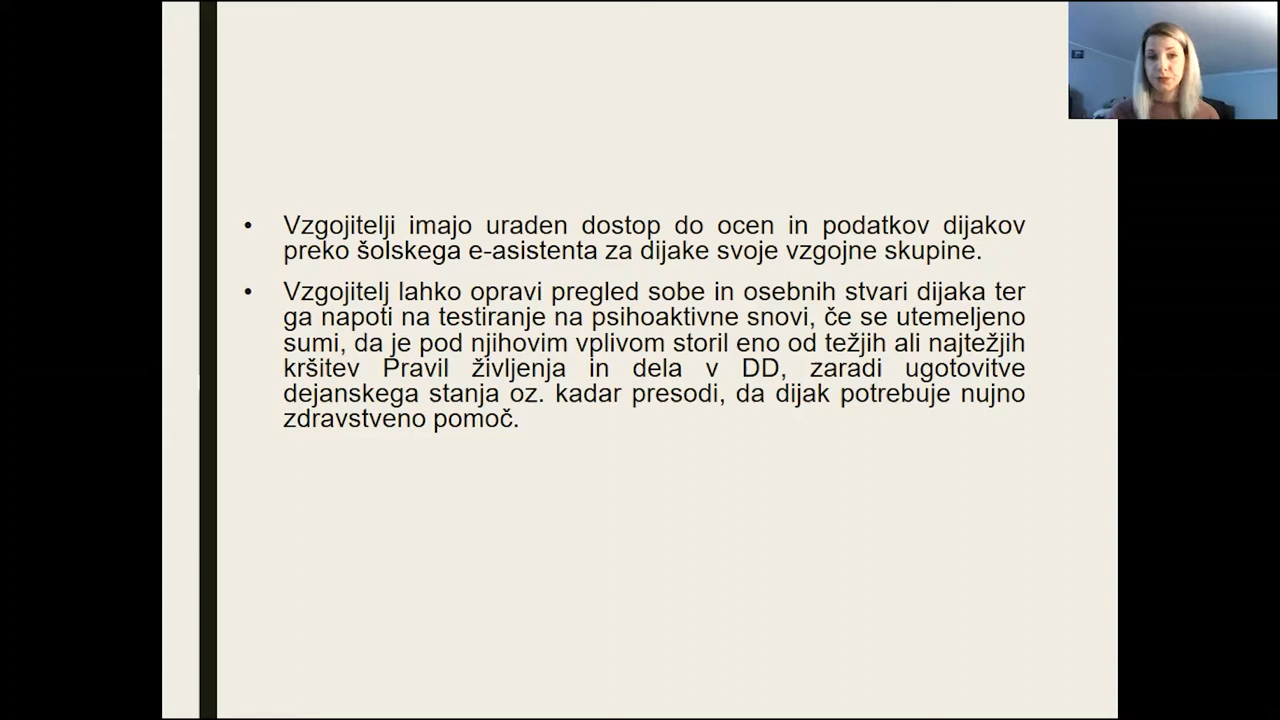 • Vzgojitelji imajo uraden dostop do ocen in podatkov dijakov
preko šolskega e-asistenta za dijake svoje vzgojne skupine.
• Vzgojitelj lahko opravi pregled sobe in osebnih stvari dijaka ter
ga napoti na testiranje na psihoaktivne snovi, če se utemeljeno
sumi, da je pod njihovim vplivom storil eno od težjih ali najtežjih
kršitev Pravil življenja in dela v DD, zaradi ugotovitve
dejanskega stanja oz. kadar presodi, da dijak potrebuje nujno
zdravstveno pomoč.